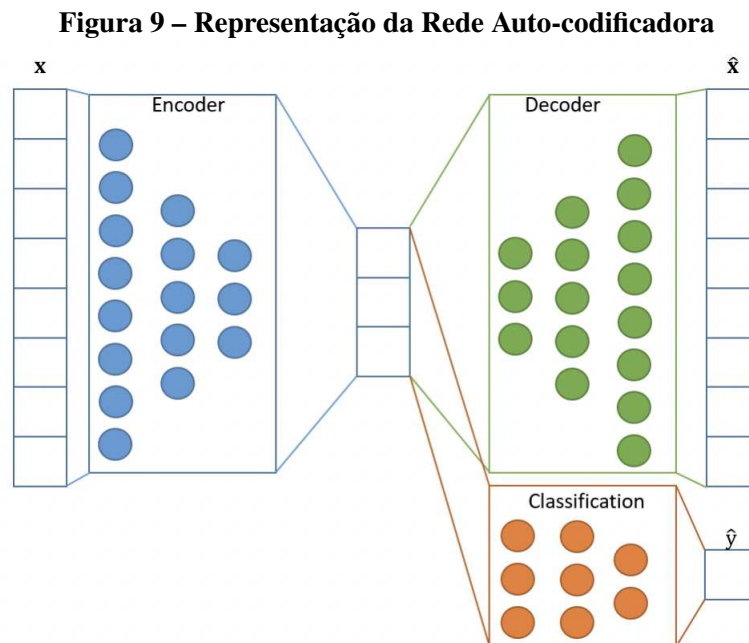 Figura 9 – Representação da Rede Auto-codificadora
x
x̂
Encoder
Decoder
Classification
ŷ